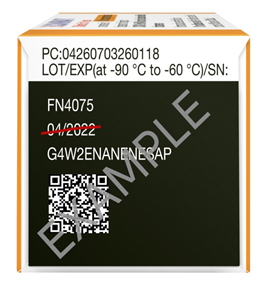 PC:04260703260118
LOT/EXP(at -90 °C to -60 °C)/SN:
FN4075
04/2022
G4W2ENANENESAP
EXAMPLE